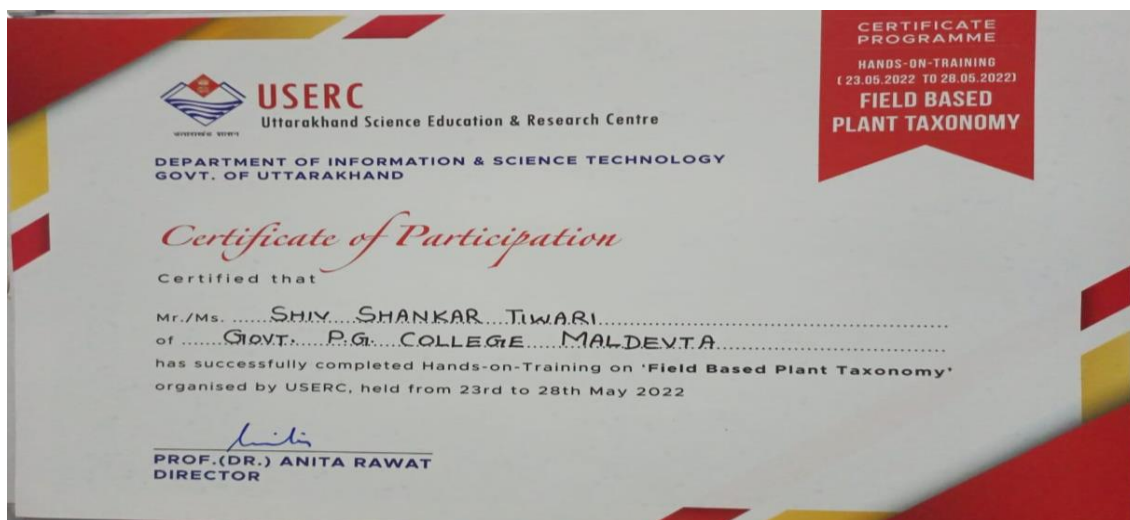 USERC
Uttarakhand Science Education & Research Centre
DEPARTMENT OF INFORMATION & SCIENCE TECHNOLOGY
GOVT. OF UTTARAKHAND
CERTIFICATE
PROGRAMME
HANDS-ON-TRAINING
( 23.05.2022 TO 28.05.2022)
FIELD BASED
PLANT TAXONOMY
Certificate of Participation
Certified that
Mr./Ms. SHIV SHANKAR TIWARI
of GOVT. P.G. COLLEGE MALDEVTA
has successfully completed Hands-on-Training on 'Field Based Plant Taxonomy'
organised by USERC, held from 23rd to 28th May 2022
PROF.(DR.) ANITA RAWAT
DIRECTOR